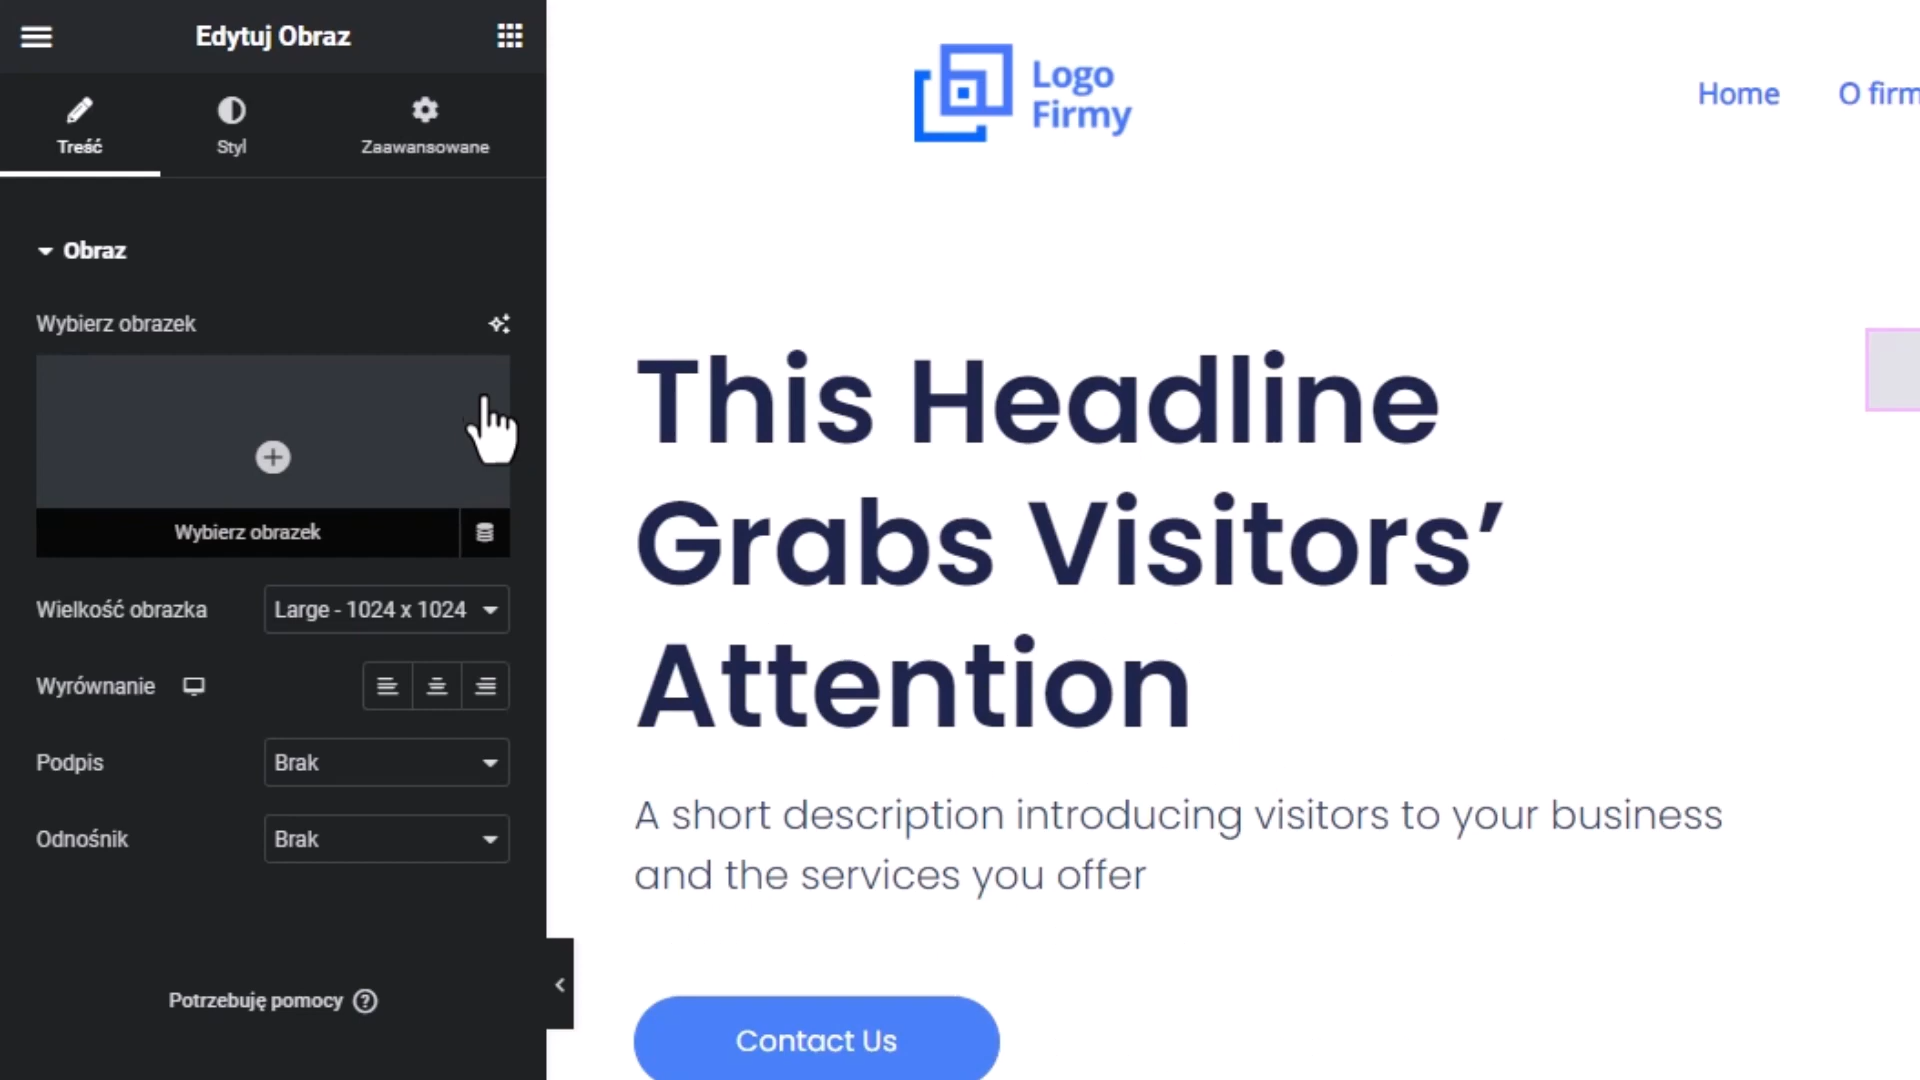 Edytuj Obraz
Treść
Styl
Zaawansowane
Obraz
Wybierz obrazek
Wybierz obrazek
Wielkość obrazka
Large - 1024 x 1024
Wyrównanie
Podpis
Brak
Odnośnik
Brak
Potrzebuję pomocy
Logo
Firmy
Home
O firm
This Headline
Grabs Visitors’
Attention
A short description introducing visitors to your business
and the services you offer
Contact Us